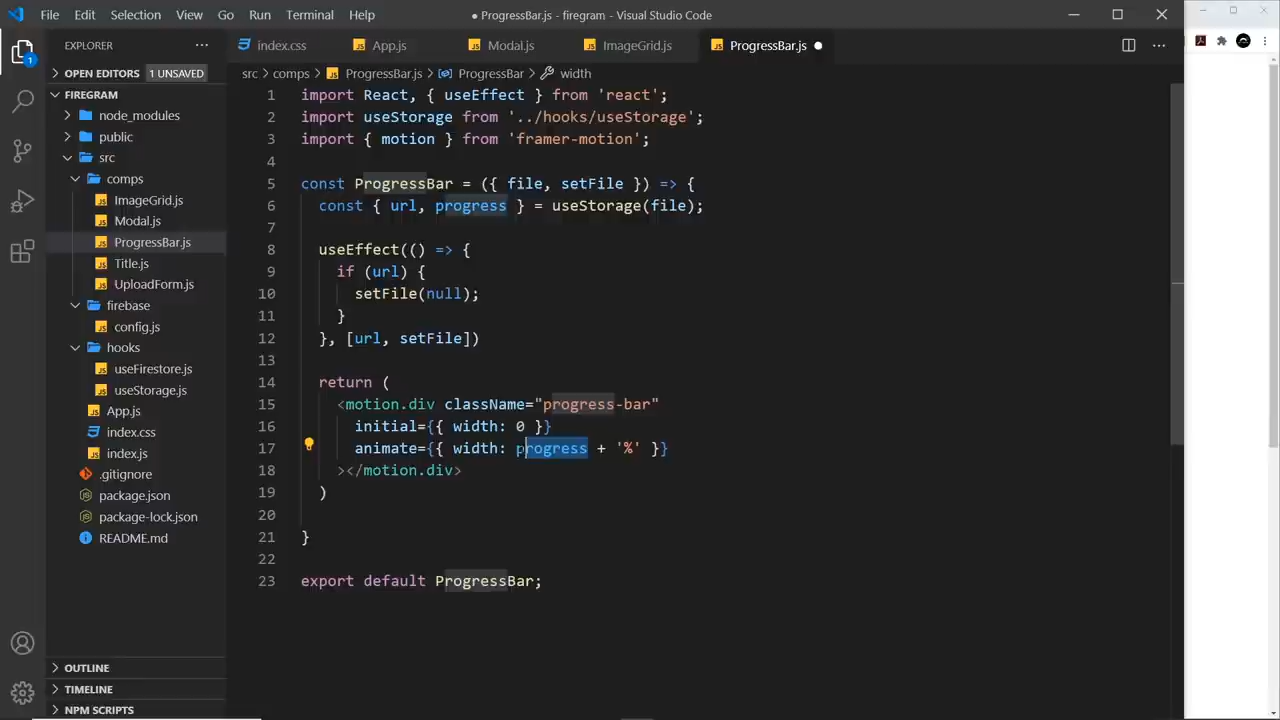 File Edit Selection View Go Run Terminal Help ● ProgressBar.js - firegram - Visual Studio Code
EXPLORER
index.css App.js Modal.js ImageGrid.js ProgressBar.js ●
OPEN EDITORS 1 UNSAVED
src > comps > ProgressBar.js > ProgressBar > width
FIREGRAM
node_modules
public
src
comps
ImageGrid.js
Modal.js
ProgressBar.js
Title.js
UploadForm.js
firebase
config.js
hooks
useFirestore.js
useStorage.js
App.js
index.css
index.js
.gitignore
package.json
package-lock.json
README.md
OUTLINE
TIMELINE
NPM SCRIPTS
1
1 import React, { useEffect } from 'react';
2 import useStorage from '../hooks/useStorage';
3 import { motion } from 'framer-motion';
4
5 const ProgressBar = ({ file, setFile }) => {
6 const { url, progress } = useStorage(file);
7
8 useEffect(() => {
9 if (url) {
10 setFile(null);
11 }
12 }, [url, setFile])
13
14 return (
15 <motion.div className="progress-bar"
16 initial={{ width: 0 }}
17 animate={{ width: progress + '%' }}
18 ></motion.div>
19 )
20
21 }
22
23 export default ProgressBar;